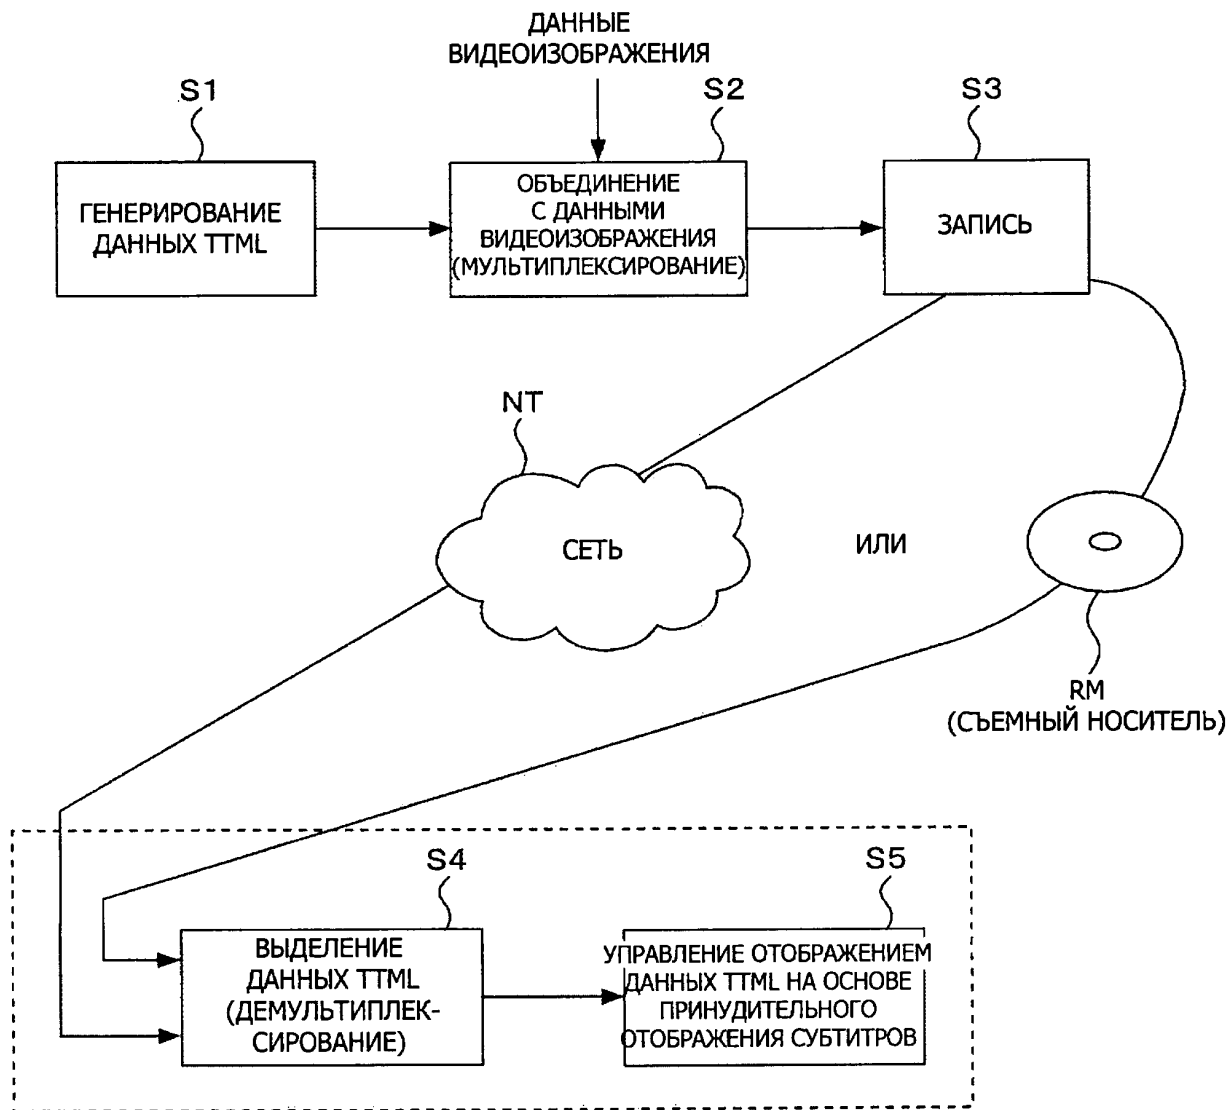 ДАННЫЕ
ВИДЕОИЗОБРАЖЕНИЯ
S1
S2
S3
ГЕНЕРИРОВАНИЕ
ДАННЫХ TTML
ОБЪЕДИНЕНИЕ
С ДАННЫМИ
ВИДЕОИЗОБРАЖЕНИЯ
(МУЛЬТИПЛЕКСИРОВАНИЕ)
ЗАПИСЬ
NT
СЕТЬ
ИЛИ
RM
(СЪЕМНЫЙ НОСИТЕЛЬ)
S4
S5
ВЫДЕЛЕНИЕ
ДАННЫХ TTML
(ДЕМУЛЬТИПЛЕК-
СИРОВАНИЕ)
УПРАВЛЕНИЕ ОТОБРАЖЕНИЕМ
ДАННЫХ TTML НА ОСНОВЕ
ПРИНУДИТЕЛЬНОГО
ОТОБРАЖЕНИЯ СУБТИТРОВ